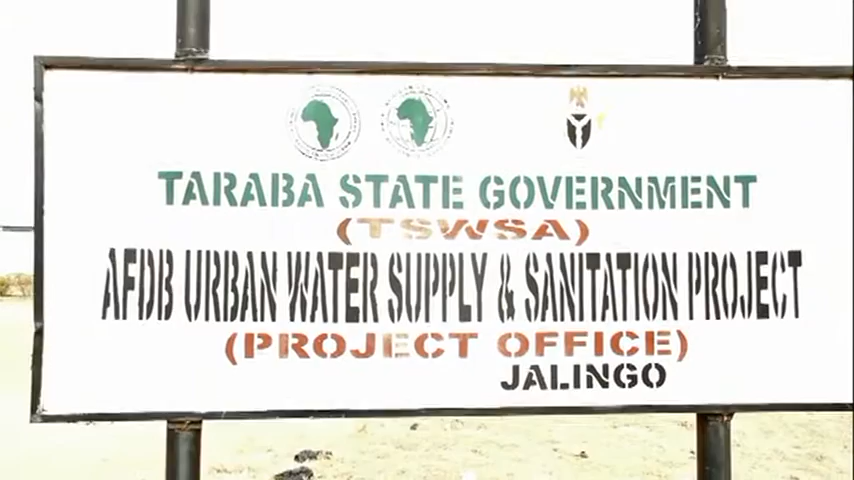 TARABA STATE GOVERNMENT
(TSWSA)
AFDB URBAN WATER SUPPLY & SANITATION PROJECT
(PROJECT OFFICE)
JALINGO